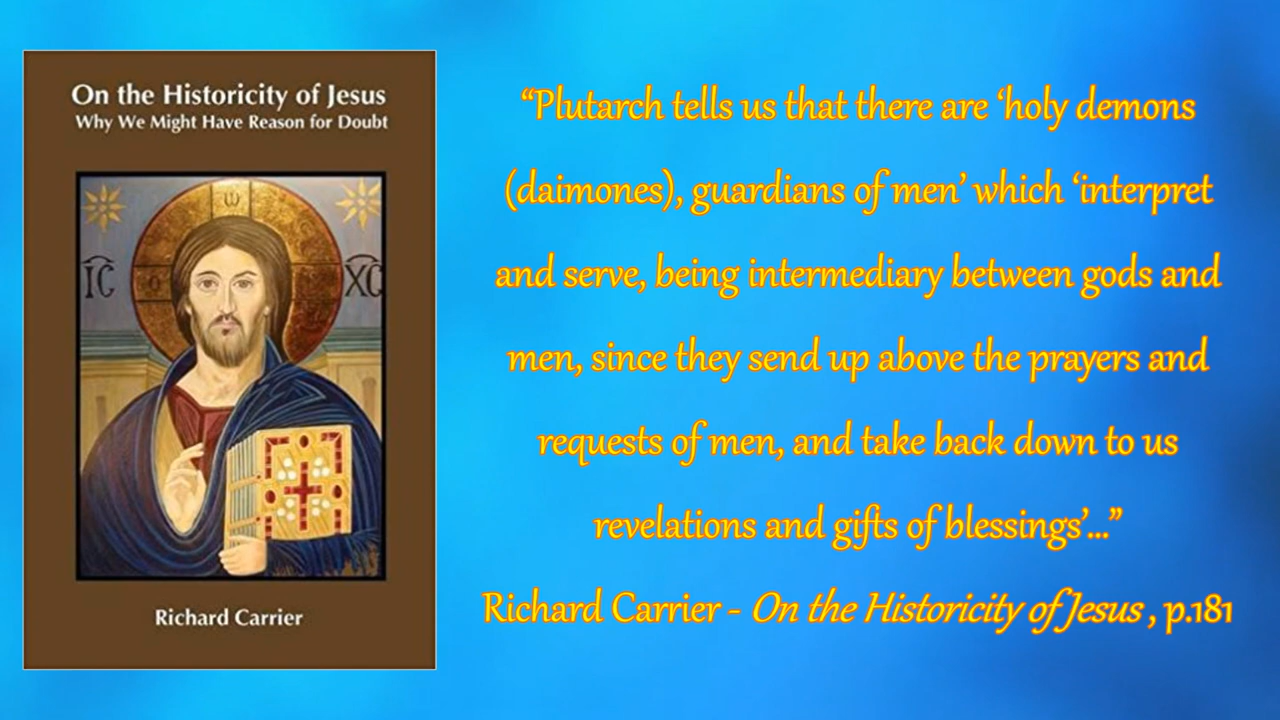 On the Historicity of Jesus
Why We Might Have Reason for Doubt
ω
IC
XC
Richard Carrier
“Plutarch tells us that there are ‘holy demons
(daimones), guardians of men’ which ‘interpret
and serve, being intermediary between gods and
men, since they send up above the prayers and
requests of men, and take back down to us
revelations and gifts of blessings’...”
Richard Carrier - On the Historicity of Jesus , p.181